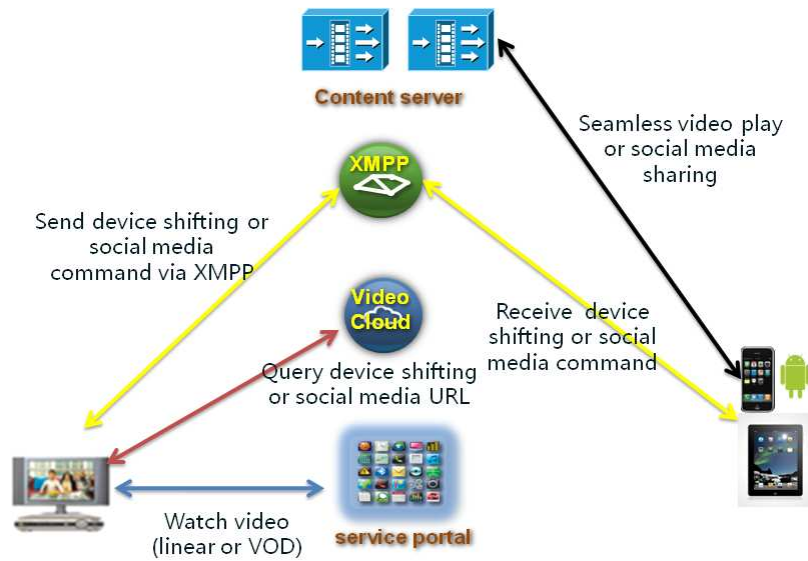 Content server
Seamless video play
or social media
sharing
XMPP
Send device shifting or
social media
command via XMPP
Video
Cloud
Receive device
shifting or social
media command
Query device shifting
or social media URL
Watch video
(linear or VOD)
service portal